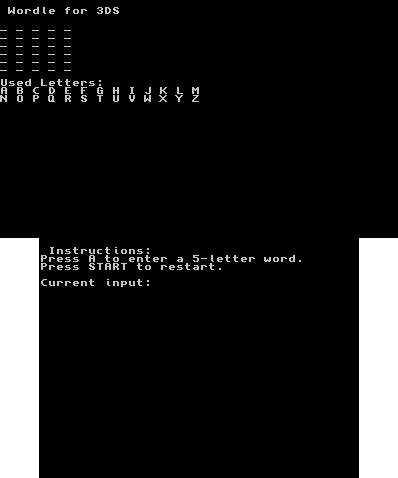 Wordle for 3DS
_ _ _ _ _
_ _ _ _ _
_ _ _ _ _
_ _ _ _ _
_ _ _ _ _
_ _ _ _ _
Used Letters:
A B C D E F G H I J K L M
N O P Q R S T U V W X Y Z
Instructions:
Press A to enter a 5-letter word.
Press START to restart.
Current input: